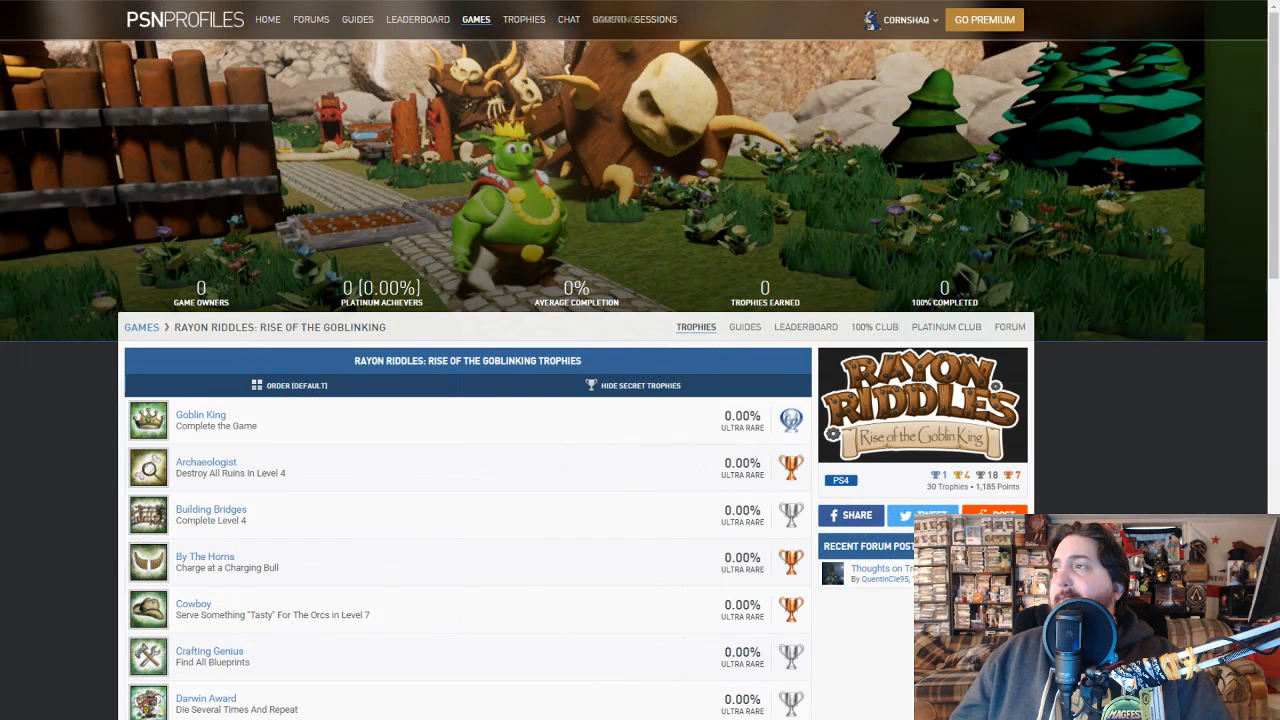 PSNPROFILES HOME FORUMS GUIDES LEADERBOARD GAMES TROPHIES CHAT SESSIONS CORNSHAQ GO PREMIUM
0 0 (0.00%) 0% 0 0
GAME OWNERS PLATINUM ACHIEVERS AVERAGE COMPLETION TROPHIES EARNED 100% COMPLETED
GAMES > RAYON RIDDLES: RISE OF THE GOBLINKING TROPHIES GUIDES LEADERBOARD 100% CLUB PLATINUM CLUB FORUM
RAYON RIDDLES: RISE OF THE GOBLINKING TROPHIES
ORDER (DEFAULT) HIDE SECRET TROPHIES
Goblin King 0.00%
Complete the Game ULTRA RARE
Archaeologist 0.00%
Destroy All Ruins In Level 4 ULTRA RARE
Building Bridges 0.00%
Complete Level 4 ULTRA RARE
By The Horns 0.00%
Charge at a Charging Bull ULTRA RARE
Cowboy 0.00%
Serve Something "Tasty" For The Orcs in Level 7 ULTRA RARE
Crafting Genius 0.00%
Find All Blueprints ULTRA RARE
Darwin Award 0.00%
Die Several Times And Repeat ULTRA RARE
RAYON
RIDDLES
Rise of the Goblin King
PS4 1 4 18 7
30 Trophies • 1,185 Points
SHARE TWEET POST
RECENT FORUM POST
Thoughts on
By QuentinCle95,
MAGFEST